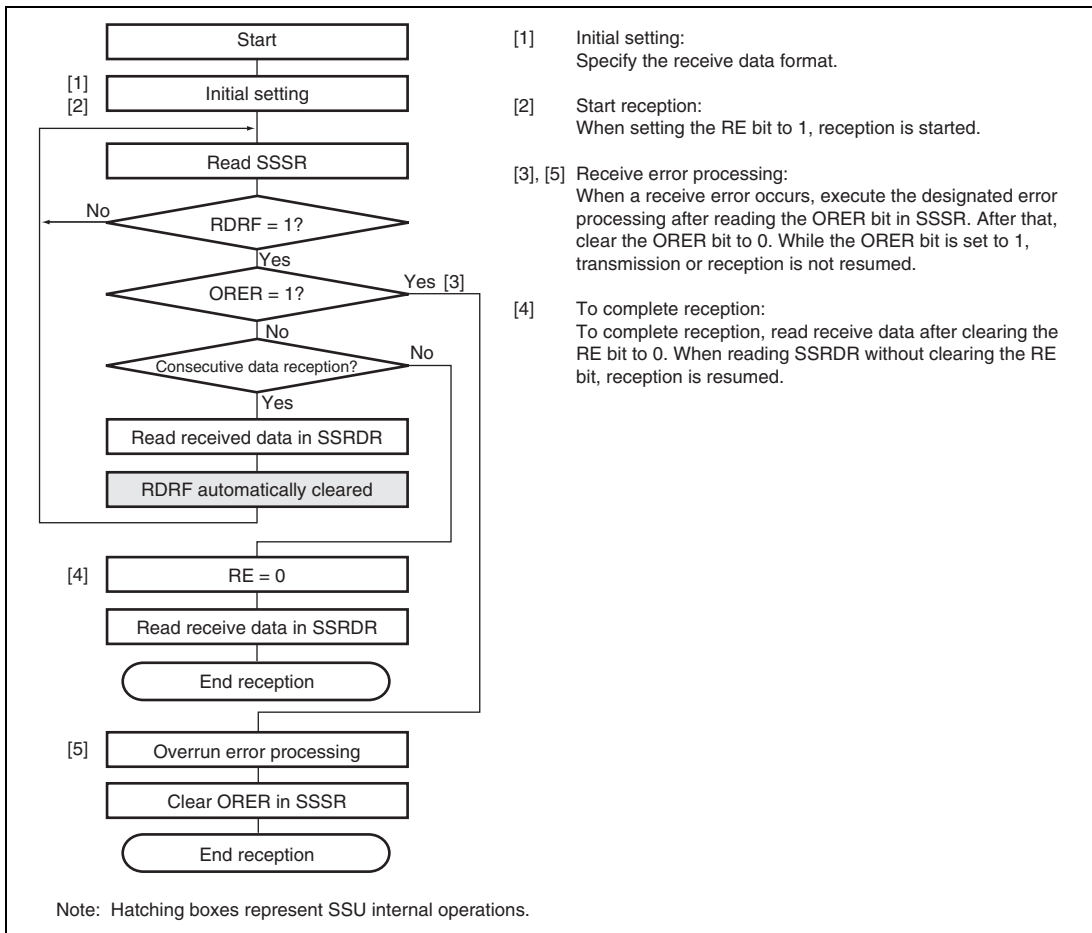 Start
[1]
[2]
Initial setting
Read SSSR
No
RDRF = 1?
Yes
ORER = 1?
Yes [3]
No
Consecutive data reception?
No
Yes
Read received data in SSRDR
RDRF automatically cleared
[4]
RE = 0
Read receive data in SSRDR
End reception
[5]
Overrun error processing
Clear ORER in SSSR
End reception
[1] Initial setting:
Specify the receive data format.
[2] Start reception:
When setting the RE bit to 1, reception is started.
[3], [5] Receive error processing:
When a receive error occurs, execute the designated error
processing after reading the ORER bit in SSSR. After that,
clear the ORER bit to 0. While the ORER bit is set to 1,
transmission or reception is not resumed.
[4] To complete reception:
To complete reception, read receive data after clearing the
RE bit to 0. When reading SSRDR without clearing the RE
bit, reception is resumed.
Note: Hatching boxes represent SSU internal operations.